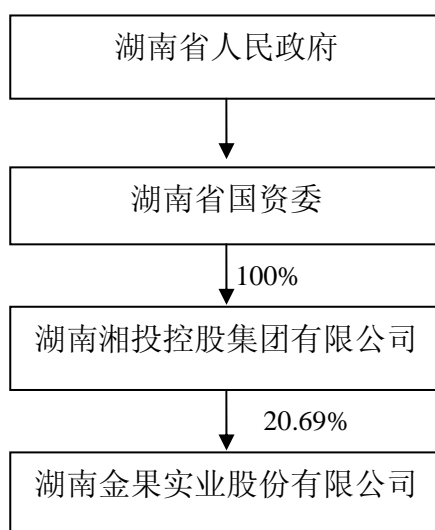 湖南省人民政府
湖南省国资委
100%
湖南湘投控股集团有限公司
20.69%
湖南金果实业股份有限公司